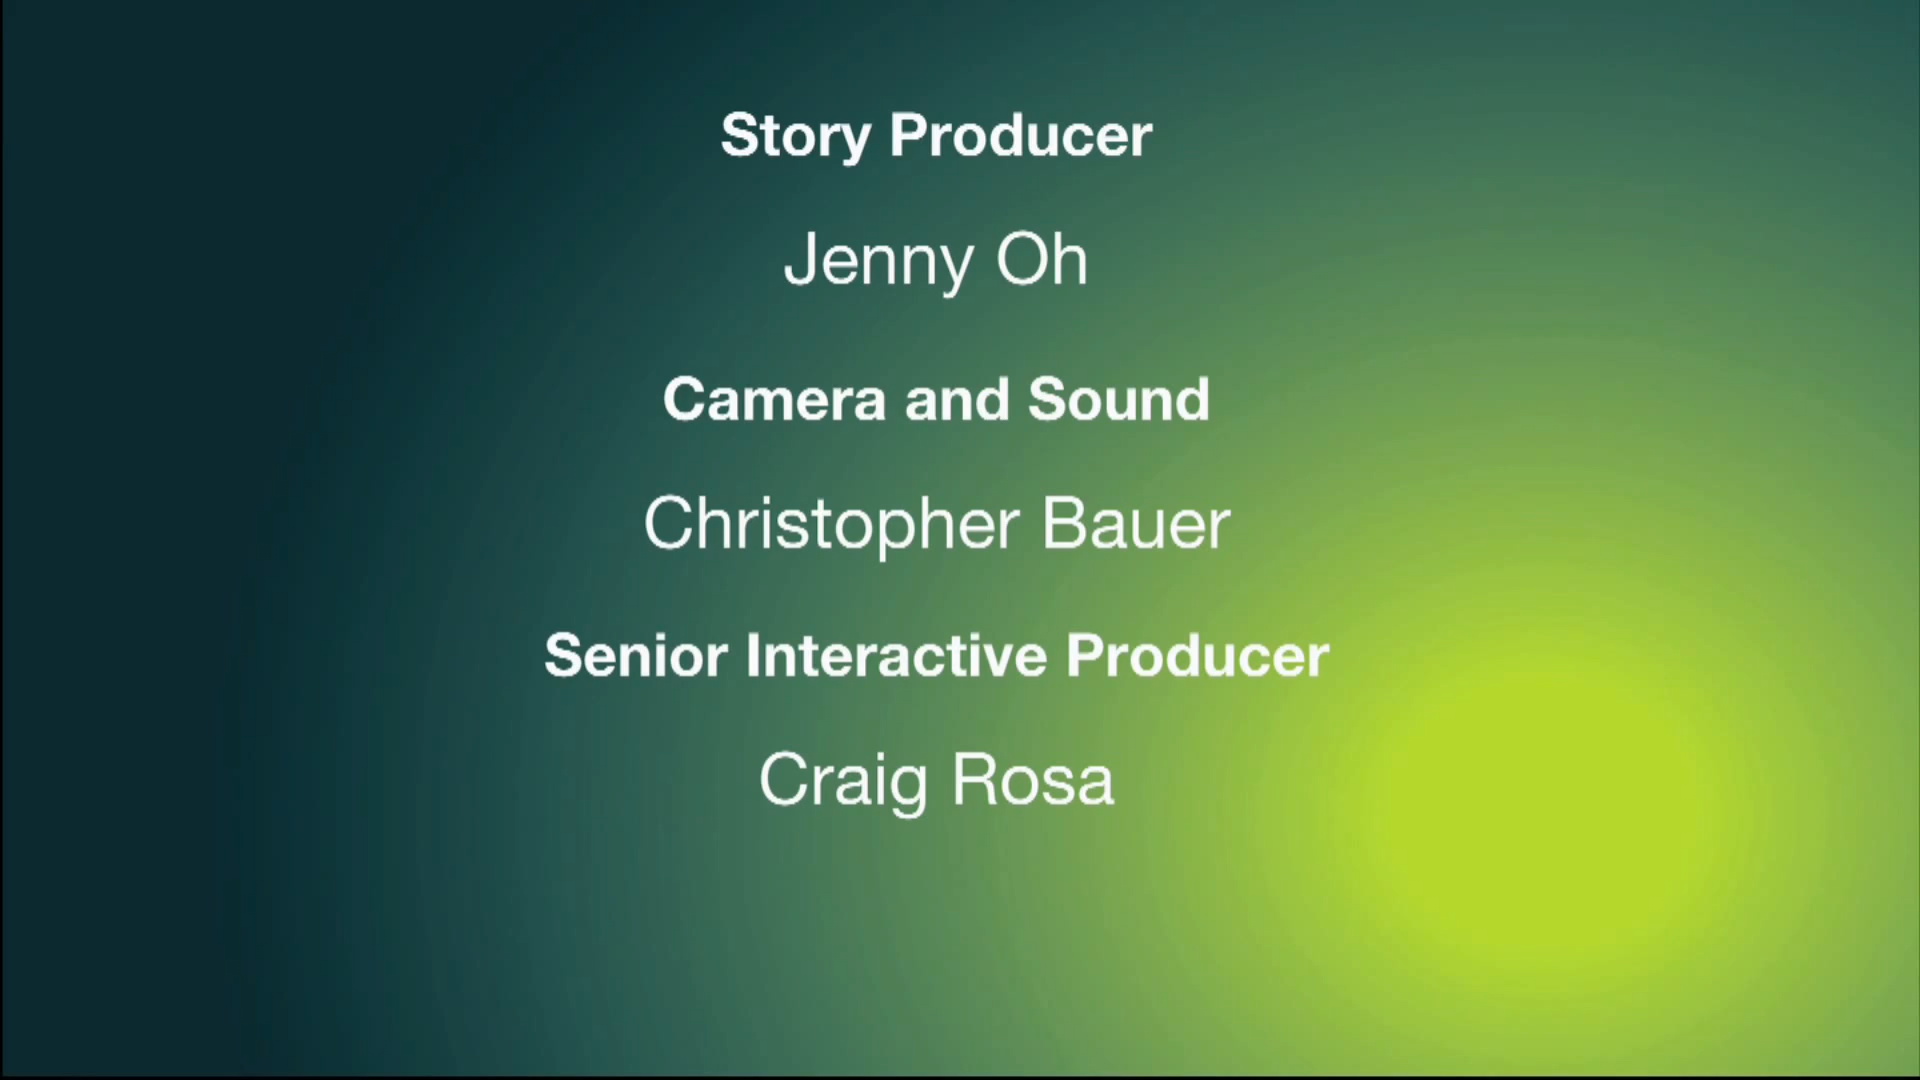 Story Producer
Jenny Oh
Camera and Sound
Christopher Bauer
Senior Interactive Producer
Craig Rosa